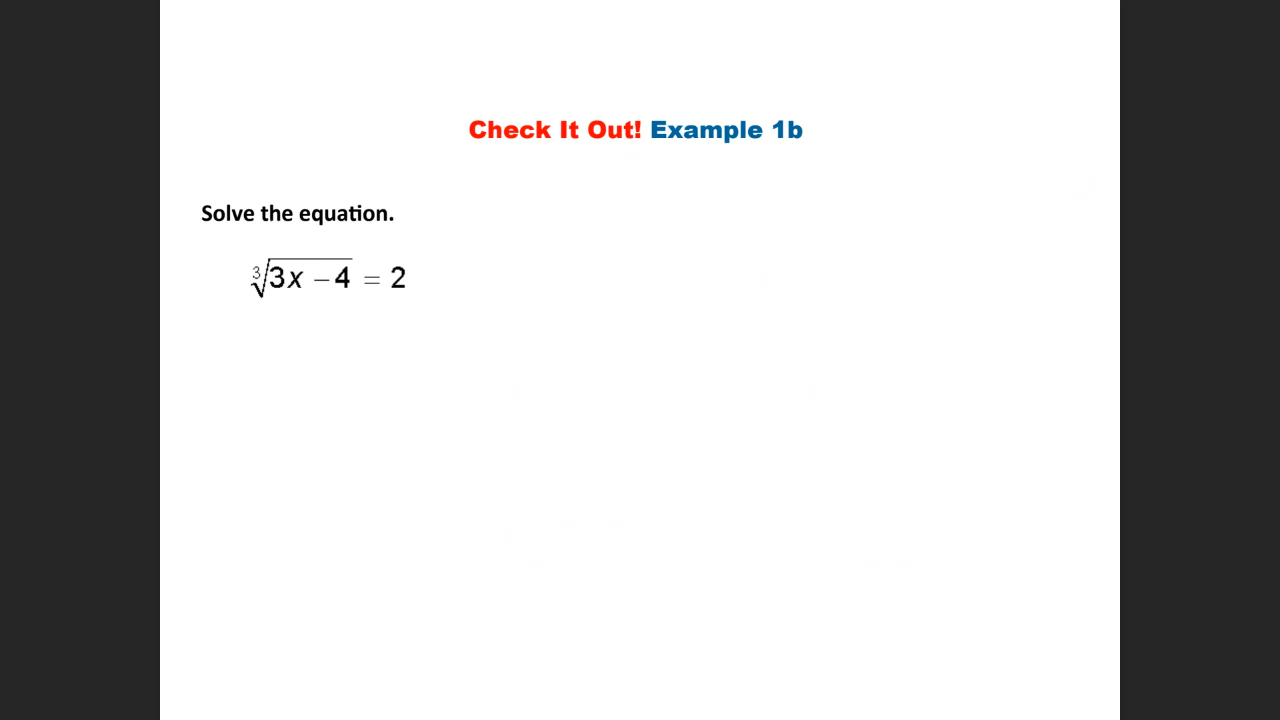 Check It Out! Example 1b
Solve the equation.
∛(3x − 4) = 2